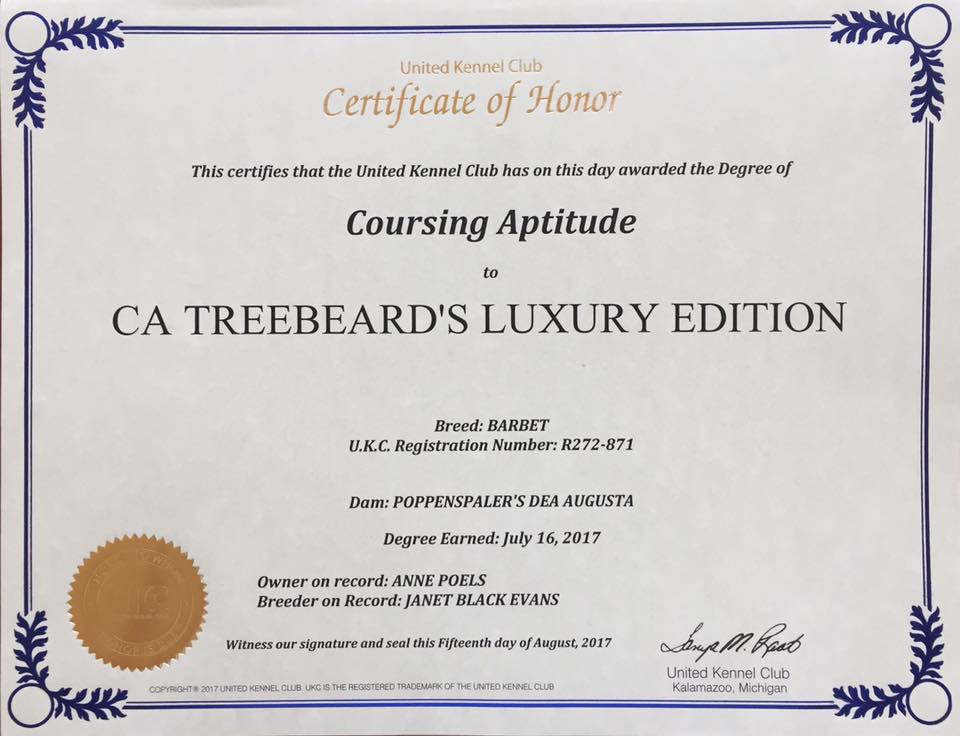 United Kennel Club
Certificate of Honor
This certifies that the United Kennel Club has on this day awarded the Degree of
Coursing Aptitude
to
CA TREEBEARD'S LUXURY EDITION
Breed: BARBET
U.K.C. Registration Number: R272-871
Dam: POPPENSPALER'S DEA AUGUSTA
Degree Earned: July 16, 2017
Owner on record: ANNE POELS
Breeder on Record: JANET BLACK EVANS
Witness our signature and seal this Fifteenth day of August, 2017
United Kennel Club
Kalamazoo, Michigan
COPYRIGHT® 2017 UNITED KENNEL CLUB. UKC IS THE REGISTERED TRADEMARK OF THE UNITED KENNEL CLUB